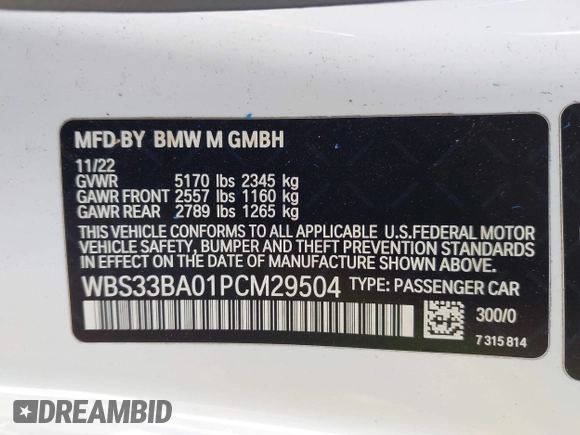 MFD BY BMW M GMBH
11/22
GVWR 5170 lbs 2345 kg
GAWR FRONT 2557 lbs 1160 kg
GAWR REAR 2789 lbs 1265 kg
THIS VEHICLE CONFORMS TO ALL APPLICABLE U.S.FEDERAL MOTOR
VEHICLE SAFETY, BUMPER AND THEFT PREVENTION STANDARDS
IN EFFECT ON THE DATE OF MANUFACTURE SHOWN ABOVE.
WBS33BA01PCM29504 TYPE: PASSENGER CAR
300/0
7 315 814
DREAMBID